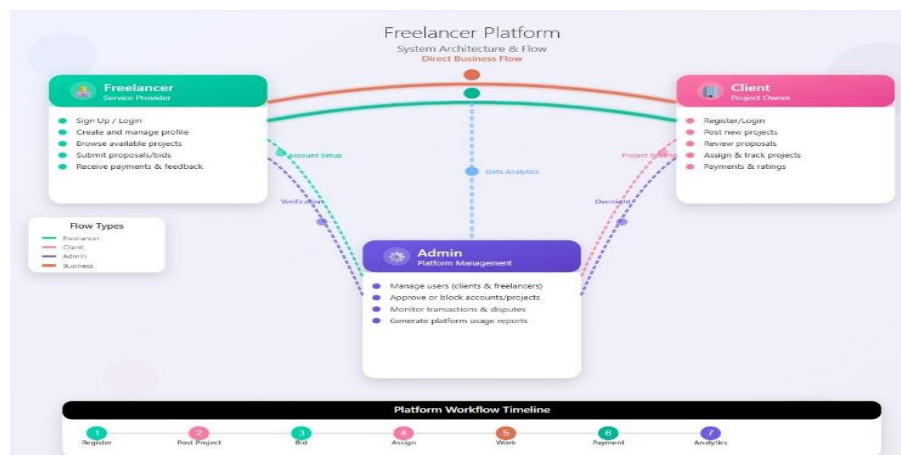 Freelancer Platform
System Architecture & Flow
Direct Business Flow
Freelancer
Service Provider
Sign Up / Login
Create and manage profile
Browse available projects
Submit proposals/bids
Receive payments & feedback
Client
Project Owner
Register/Login
Post new projects
Review proposals
Assign & track projects
Payments & ratings
Account Setup
Project
Data Analytics
Verification
Oversight
Flow Types
Freelancer
Client
Admin
Business
Admin
Platform Management
Manage users (clients & freelancers)
Approve or block accounts/projects
Monitor transactions & disputes
Generate platform usage reports
Platform Workflow Timeline
1 2 3 4 5 6 7
Register Post Project Bid Assign Work Payment Analytics